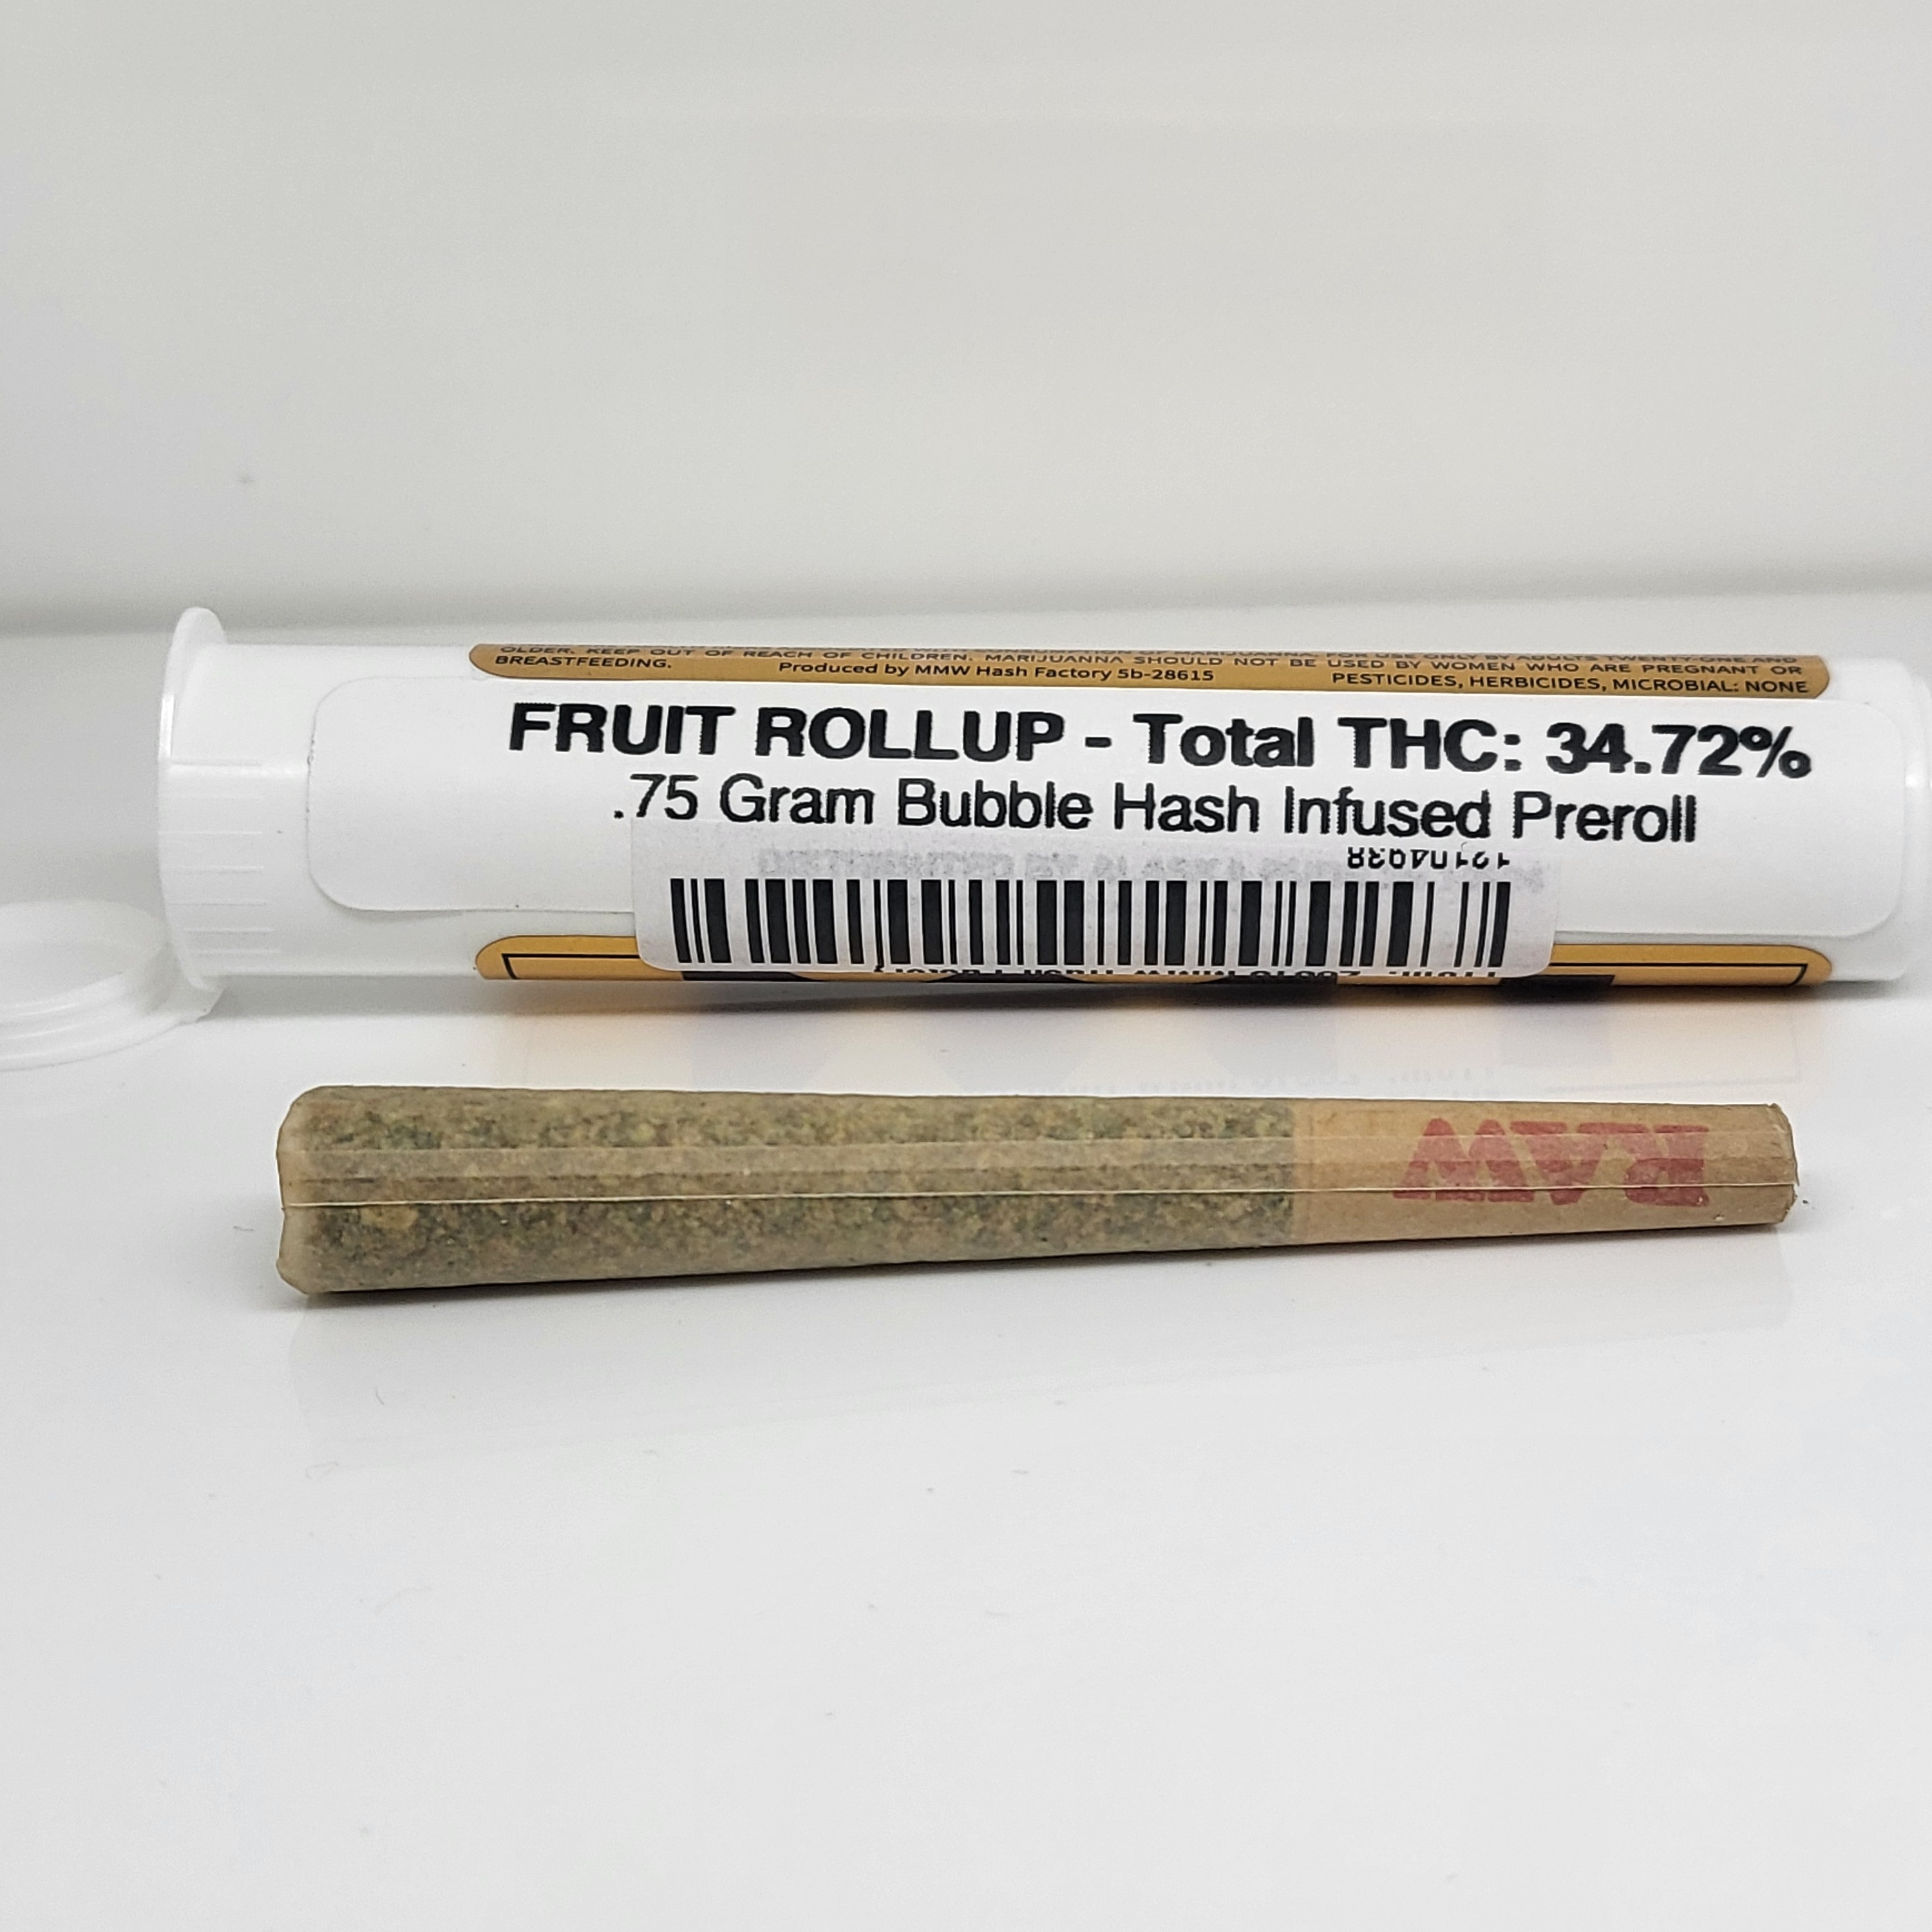 OLDER. KEEP OUT OF REACH OF CHILDREN. MARIJUANNA SHOULD NOT BE USED BY WOMEN WHO ARE PREGNANT OR
BREASTFEEDING.
Produced by MMW Hash Factory 5b-28615
PESTICIDES, HERBICIDES, MICROBIAL: NONE
FRUIT ROLLUP - Total THC: 34.72%
.75 Gram Bubble Hash Infused Preroll
RAW